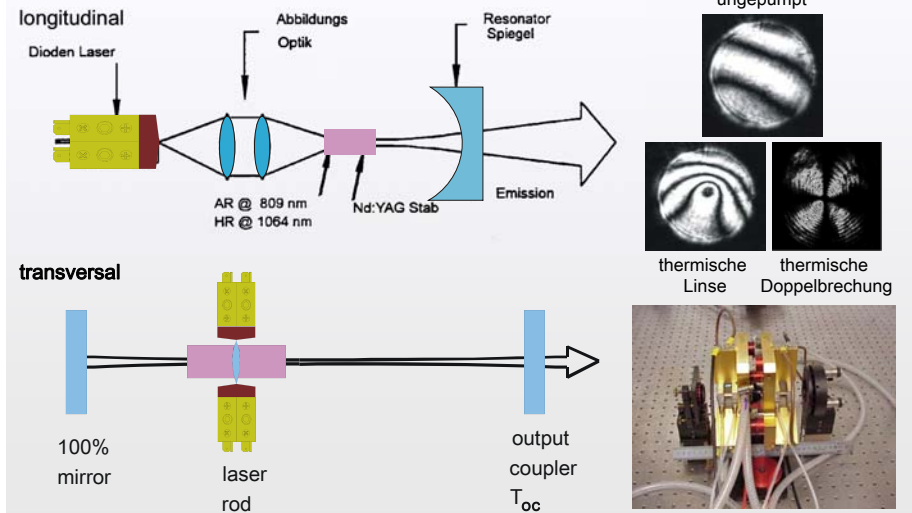 longitudinal
Dioden Laser
Abbildungs
Optik
Resonator
Spiegel
AR @ 809 nm
HR @ 1064 nm
Nd:YAG Stab
Emission
ungepumpt
thermische
Linse
thermische
Doppelbrechung
transversal
100%
mirror
laser
rod
output
coupler
Toc